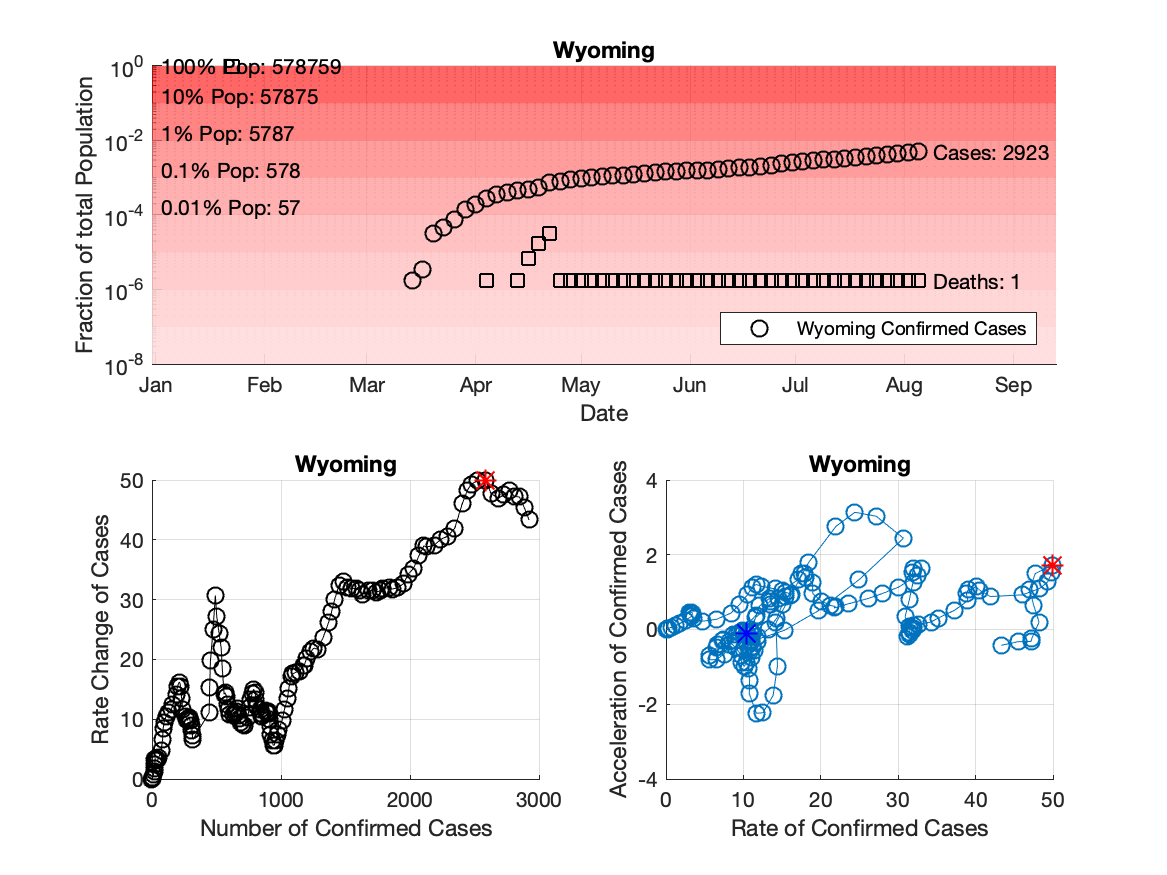 Wyoming
Fraction of total Population
10^0
10^-2
10^-4
10^-6
10^-8
100% Pop: 578759
10% Pop: 57875
1% Pop: 5787
0.1% Pop: 578
0.01% Pop: 57
Cases: 2923
Deaths: 1
Wyoming Confirmed Cases
Jan Feb Mar Apr May Jun Jul Aug Sep
Date
Wyoming
Rate Change of Cases
50
40
30
20
10
0
0 1000 2000 3000
Number of Confirmed Cases
Wyoming
Acceleration of Confirmed Cases
4
2
0
-2
-4
0 10 20 30 40 50
Rate of Confirmed Cases